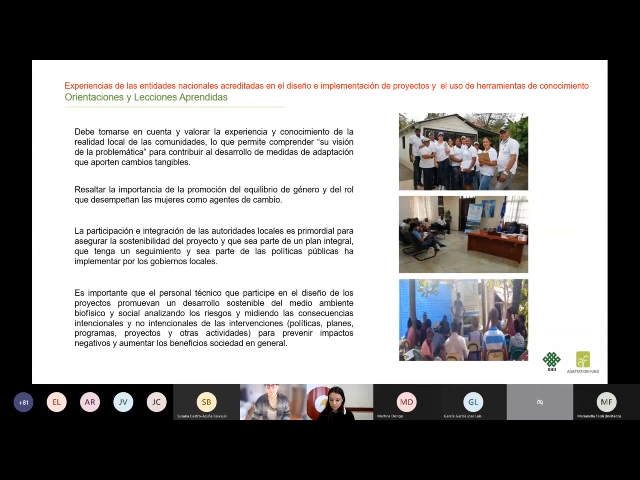 Experiencias de las entidades nacionales acreditadas en el diseño e implementación de proyectos y el uso de herramientas de conocimiento
Orientaciones y Lecciones Aprendidas
Debe tomarse en cuenta y valorar la experiencia y conocimiento de la
realidad local de las comunidades, lo que permite comprender "su visión
de la problemática" para contribuir al desarrollo de medidas de adaptación
que aporten cambios tangibles.
Resaltar la importancia de la promoción del equilibrio de género y del rol
que desempeñan las mujeres como agentes de cambio.
La participación e integración de las autoridades locales es primordial para
asegurar la sostenibilidad del proyecto y que sea parte de un plan integral,
que tenga un seguimiento y sea parte de las políticas públicas ha
implementar por los gobiernos locales.
Es importante que el personal técnico que participe en el diseño de los
proyectos promuevan un desarrollo sostenible del medio ambiente
biofísico y social analizando los riesgos y midiendo las consecuencias
intencionales y no intencionales de las intervenciones (políticas, planes,
programas, proyectos y otras actividades) para prevenir impactos
negativos y aumentar los beneficios sociedad en general.
ADAPTATION FUND
+81
EL
AR
JV
JC
SB
MD
GL
MF